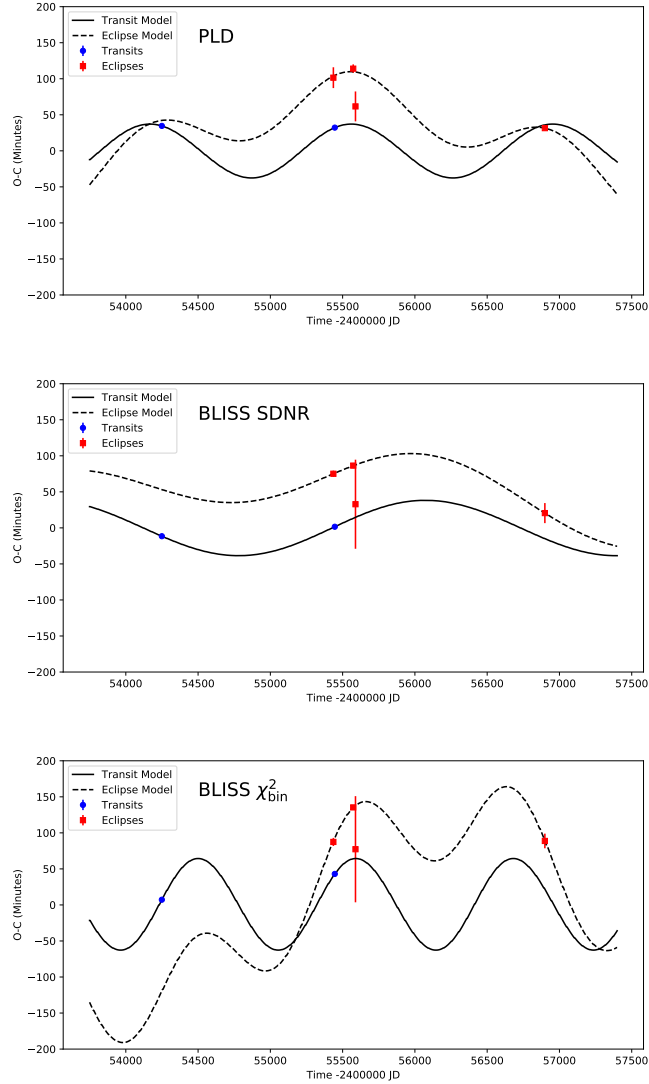 200
150
100
50
0
−50
−100
−150
−200
O-C (Minutes)
Transit Model
Eclipse Model
Transits
Eclipses
PLD
54000 54500 55000 55500 56000 56500 57000 57500
Time -2400000 JD
200
150
100
50
0
−50
−100
−150
−200
O-C (Minutes)
Transit Model
Eclipse Model
Transits
Eclipses
BLISS SDNR
54000 54500 55000 55500 56000 56500 57000 57500
Time -2400000 JD
200
150
100
50
0
−50
−100
−150
−200
O-C (Minutes)
Transit Model
Eclipse Model
Transits
Eclipses
BLISS χ²bin
54000 54500 55000 55500 56000 56500 57000 57500
Time -2400000 JD